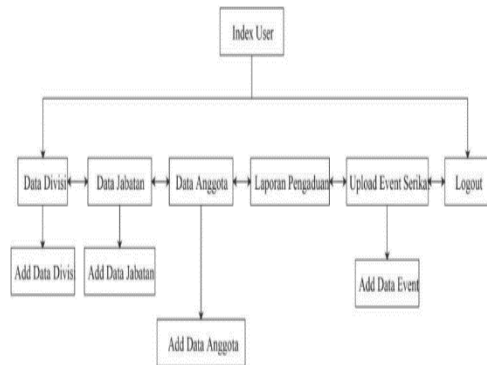 Index User
Data Divisi
Data Jabatan
Data Anggota
Laporan Pengaduan
Upload Event Serika
Logout
Add Data Divisi
Add Data Jabatan
Add Data Event
Add Data Anggota